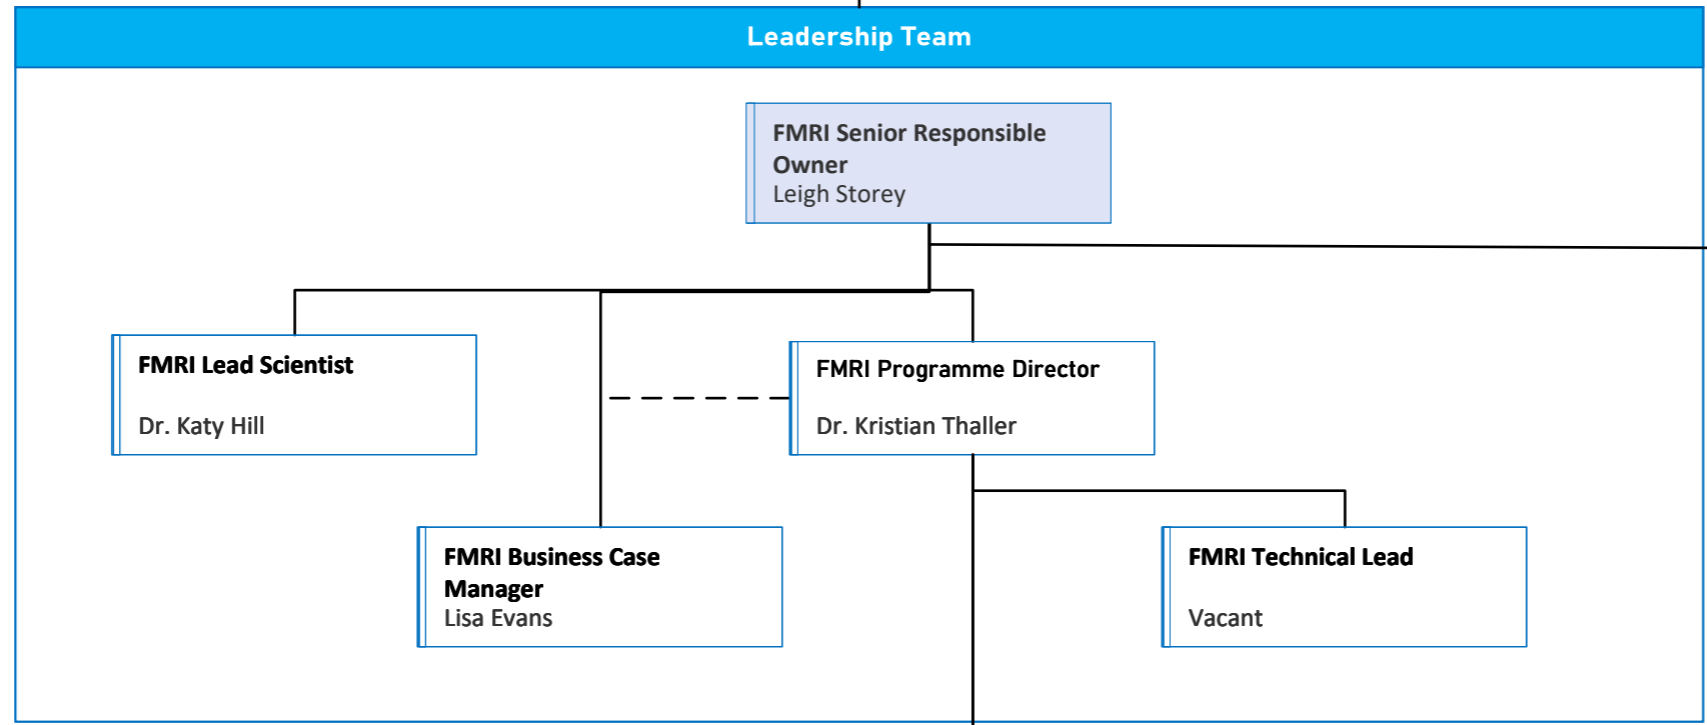 Leadership Team
FMRI Senior Responsible
Owner
Leigh Storey
FMRI Lead Scientist
Dr. Katy Hill
FMRI Programme Director
Dr. Kristian Thaller
FMRI Business Case
Manager
Lisa Evans
FMRI Technical Lead
Vacant